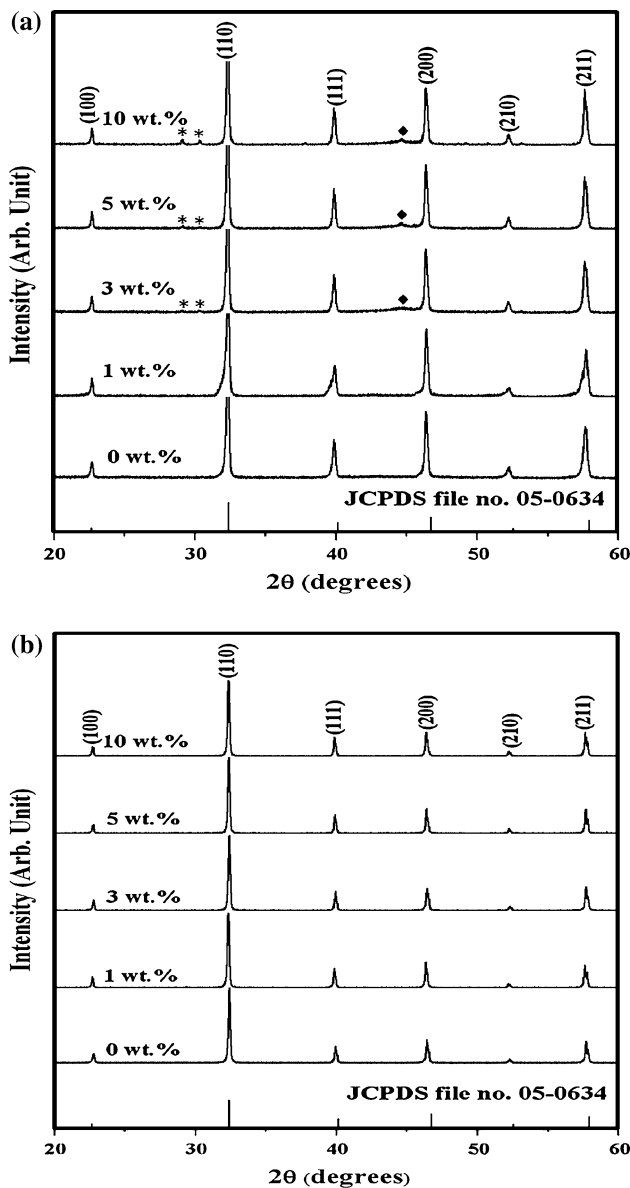 (a)
(100)
(110)
(111)
(200)
(210)
(211)
10 wt.%
* *
◆
5 wt.%
* *
◆
3 wt.%
* *
◆
1 wt.%
0 wt.%
JCPDS file no. 05-0634
Intensity (Arb. Unit)
20 30 40 50 60
2θ (degrees)
(b)
(100)
(110)
(111)
(200)
(210)
(211)
10 wt.%
5 wt.%
3 wt.%
1 wt.%
0 wt.%
JCPDS file no. 05-0634
Intensity (Arb. Unit)
20 30 40 50 60
2θ (degrees)